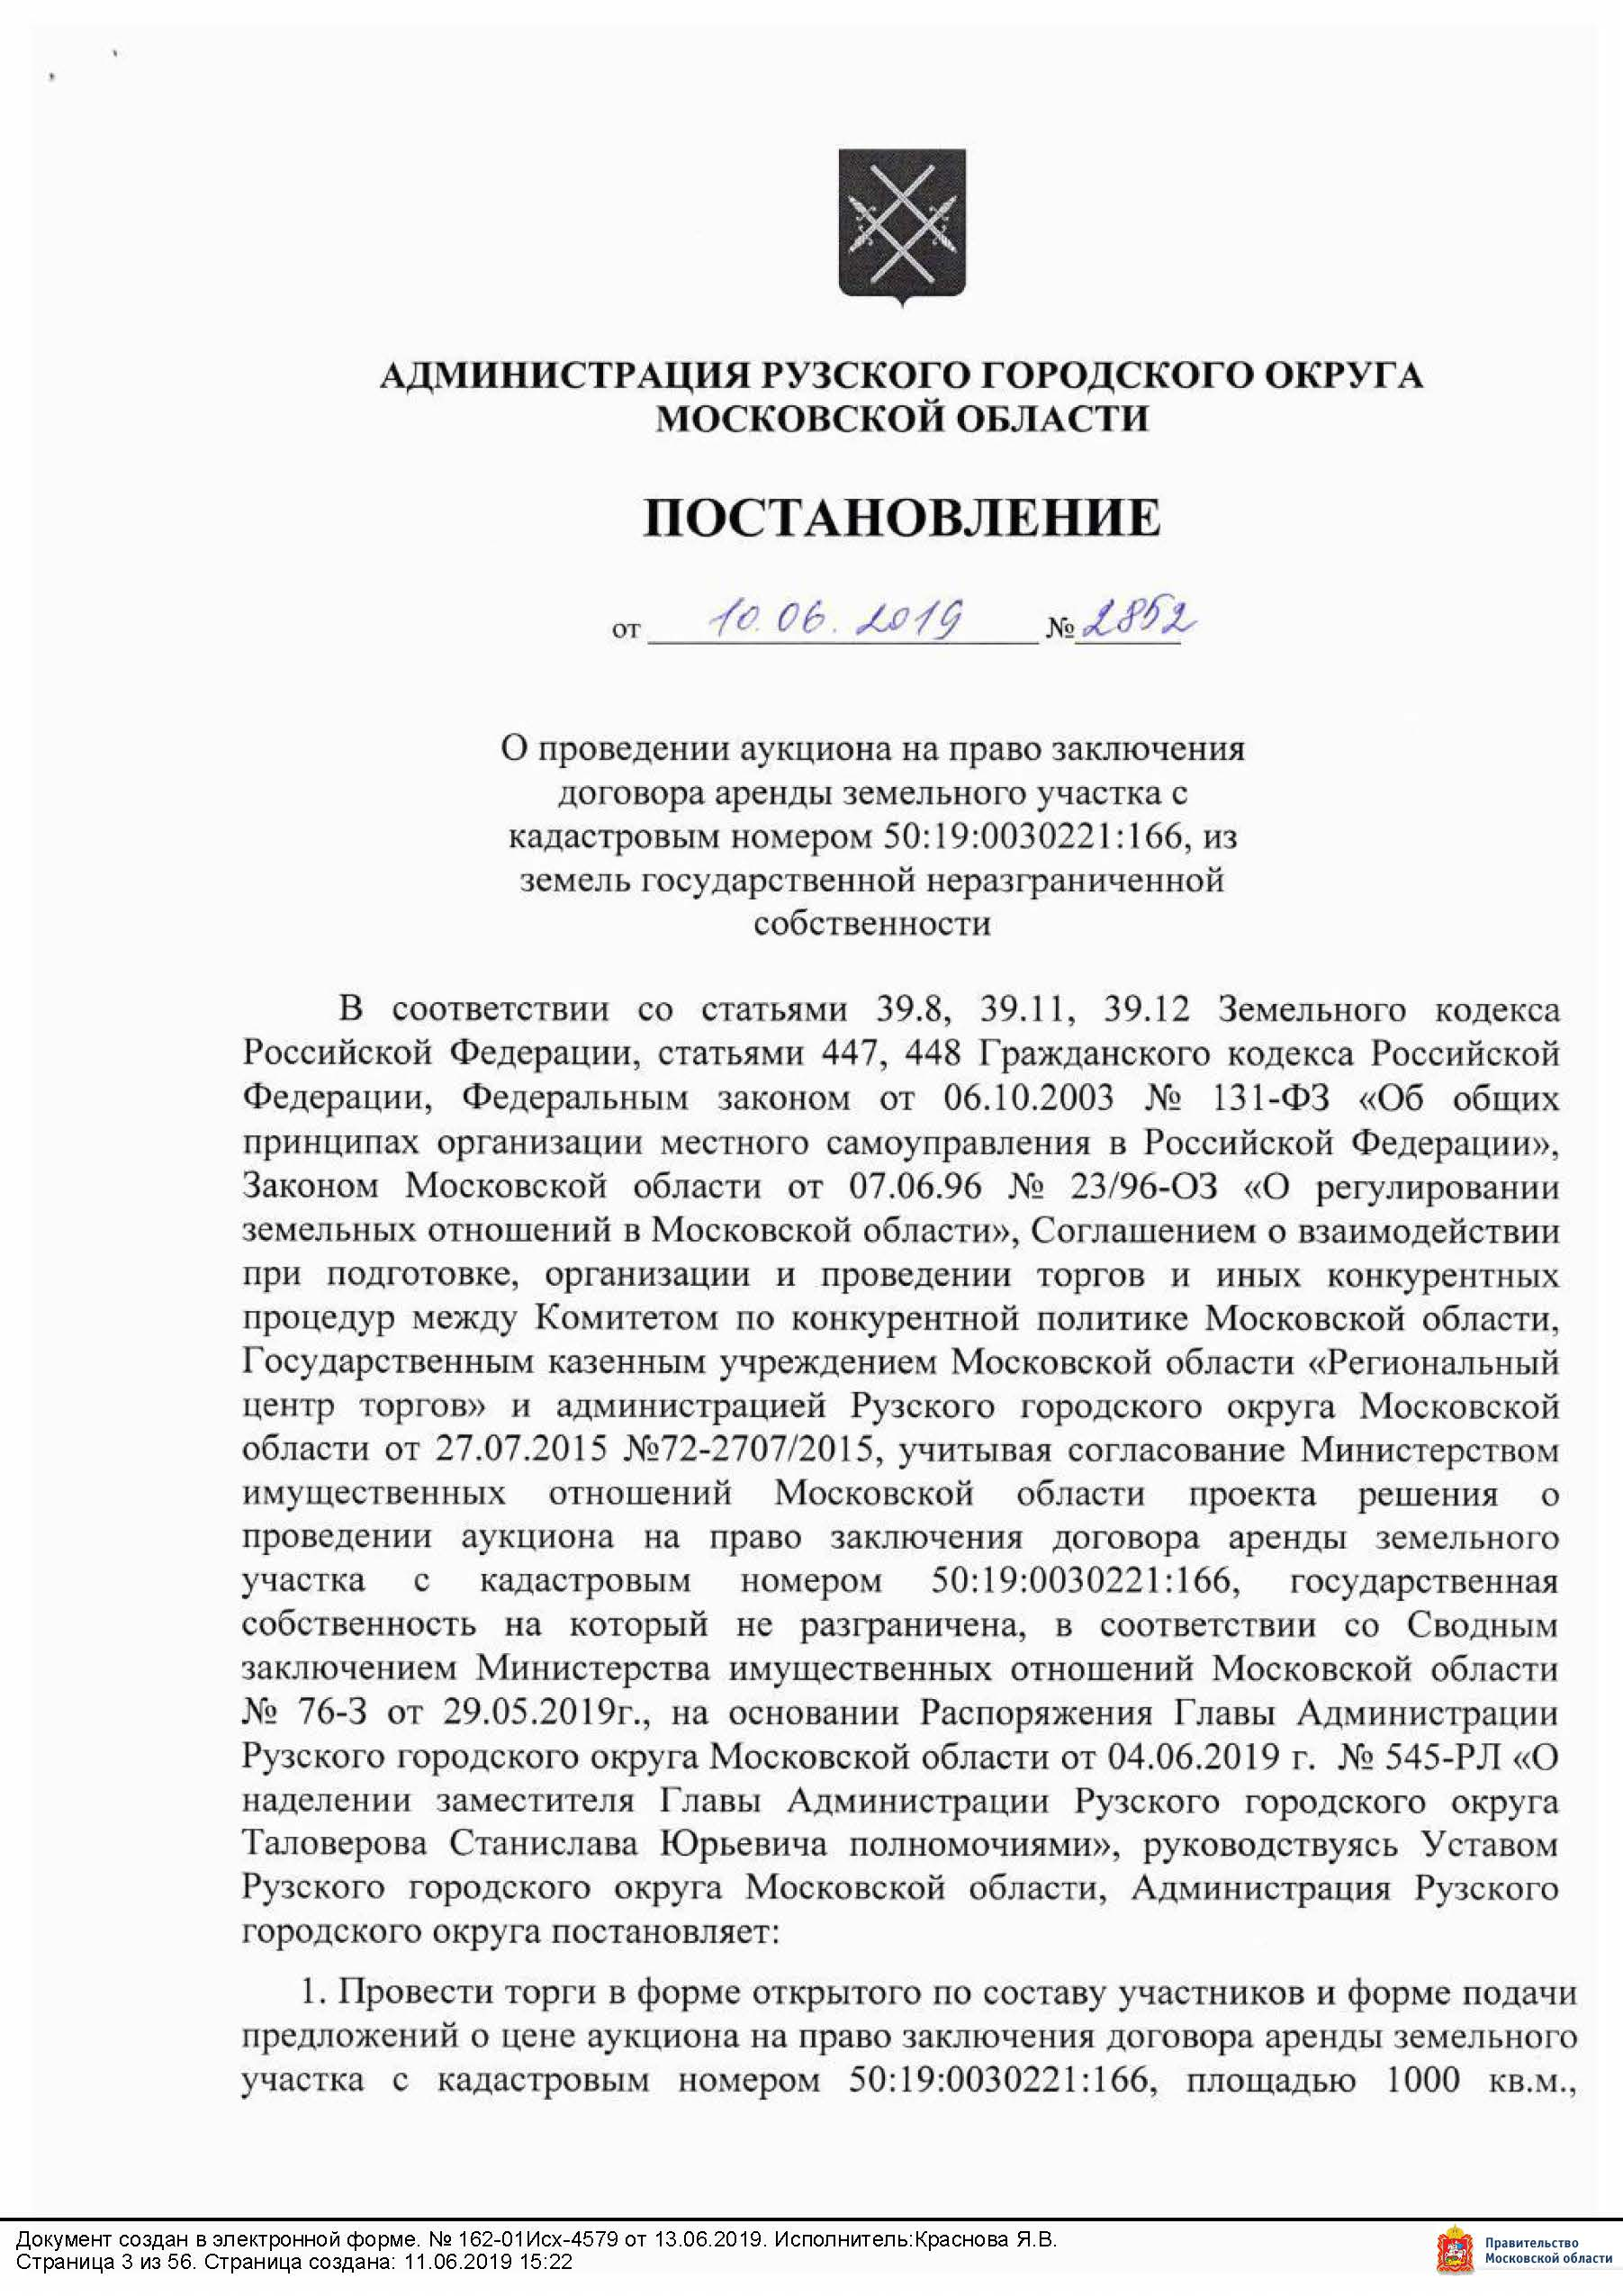 АДМИНИСТРАЦИЯ РУЗСКОГО ГОРОДСКОГО ОКРУГА
МОСКОВСКОЙ ОБЛАСТИ
ПОСТАНОВЛЕНИЕ
от 10.06.2019 № 2852
О проведении аукциона на право заключения
договора аренды земельного участка с
кадастровым номером 50:19:0030221:166, из
земель государственной неразграниченной
собственности
В соответствии со статьями 39.8, 39.11, 39.12 Земельного кодекса
Российской Федерации, статьями 447, 448 Гражданского кодекса Российской
Федерации, Федеральным законом от 06.10.2003 № 131-ФЗ «Об общих
принципах организации местного самоуправления в Российской Федерации»,
Законом Московской области от 07.06.96 № 23/96-ОЗ «О регулировании
земельных отношений в Московской области», Соглашением о взаимодействии
при подготовке, организации и проведении торгов и иных конкурентных
процедур между Комитетом по конкурентной политике Московской области,
Государственным казенным учреждением Московской области «Региональный
центр торгов» и администрацией Рузского городского округа Московской
области от 27.07.2015 №72-2707/2015, учитывая согласование Министерством
имущественных отношений Московской области проекта решения о
проведении аукциона на право заключения договора аренды земельного
участка с кадастровым номером 50:19:0030221:166, государственная
собственность на который не разграничена, в соответствии со Сводным
заключением Министерства имущественных отношений Московской области
№ 76-З от 29.05.2019г., на основании Распоряжения Главы Администрации
Рузского городского округа Московской области от 04.06.2019 г. № 545-РЛ «О
наделении заместителя Главы Администрации Рузского городского округа
Таловерова Станислава Юрьевича полномочиями», руководствуясь Уставом
Рузского городского округа Московской области, Администрация Рузского
городского округа постановляет:
1. Провести торги в форме открытого по составу участников и форме подачи
предложений о цене аукциона на право заключения договора аренды земельного
участка с кадастровым номером 50:19:0030221:166, площадью 1000 кв.м.,
Документ создан в электронной форме. № 162-01Исх-4579 от 13.06.2019. Исполнитель:Краснова Я.В.
Страница 3 из 56. Страница создана: 11.06.2019 15:22
Правительство
Московской области